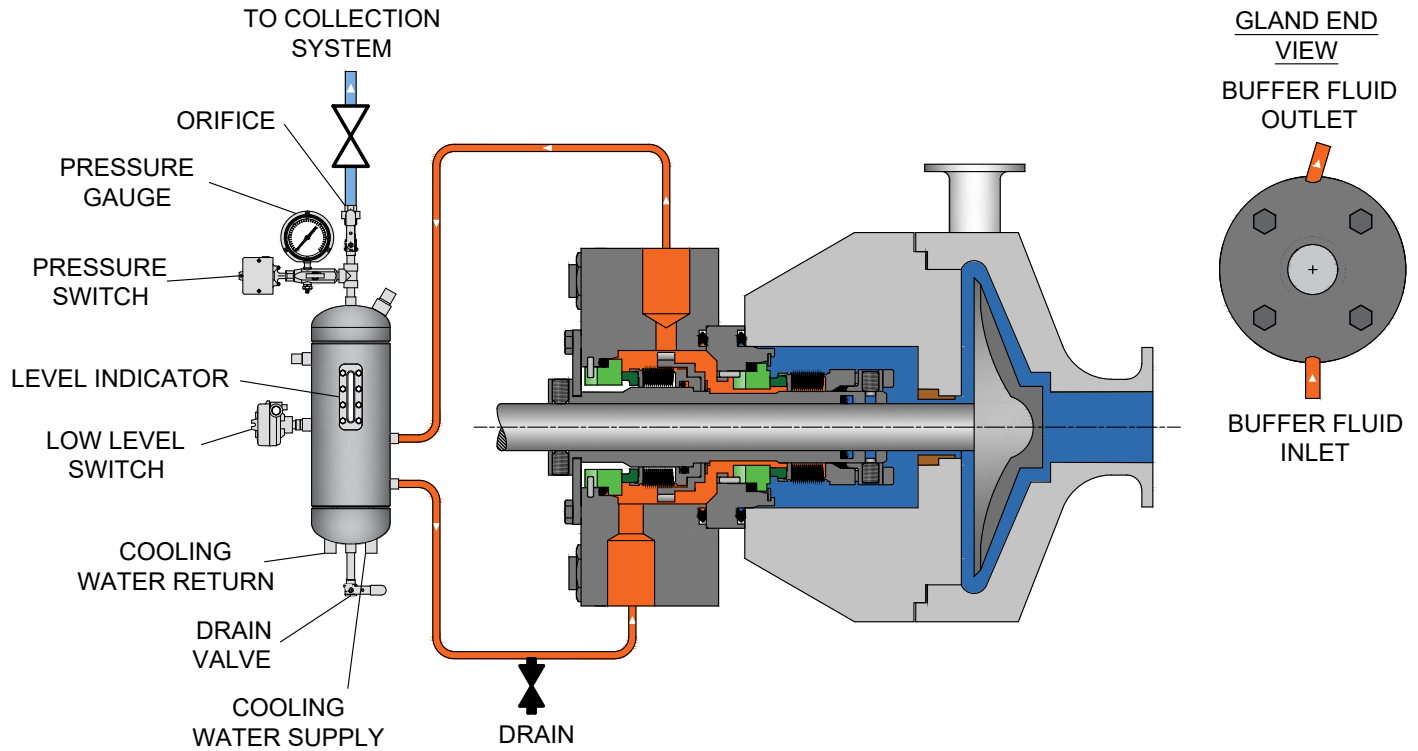 TO COLLECTION
SYSTEM
ORIFICE
PRESSURE
GAUGE
PRESSURE
SWITCH
LEVEL INDICATOR
LOW LEVEL
SWITCH
COOLING
WATER RETURN
DRAIN
VALVE
COOLING
WATER SUPPLY
DRAIN
GLAND END
VIEW
BUFFER FLUID
OUTLET
BUFFER FLUID
INLET